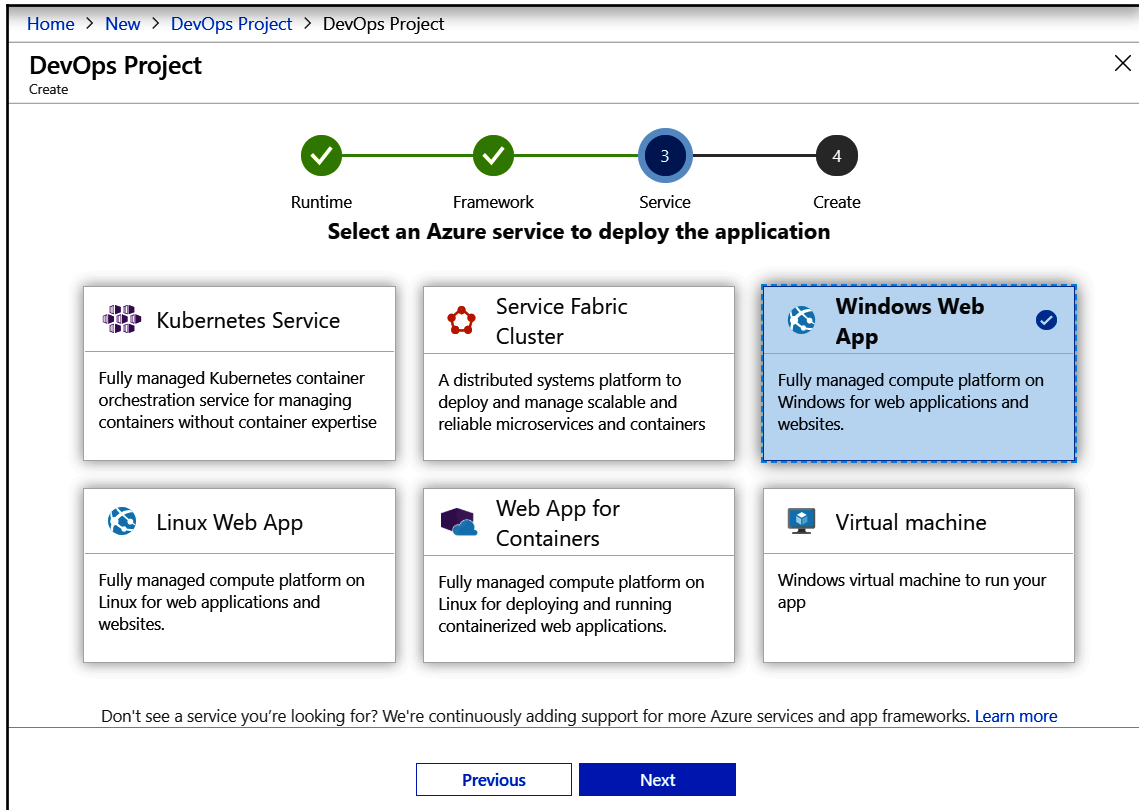 Home > New > DevOps Project > DevOps Project
DevOps Project
Create
3
4
Runtime
Framework
Service
Create
Select an Azure service to deploy the application
Kubernetes Service
Fully managed Kubernetes container
orchestration service for managing
containers without container expertise
Service Fabric
Cluster
A distributed systems platform to
deploy and manage scalable and
reliable microservices and containers
Windows Web
App
Fully managed compute platform on
Windows for web applications and
websites.
Linux Web App
Fully managed compute platform on
Linux for web applications and
websites.
Web App for
Containers
Fully managed compute platform on
Linux for deploying and running
containerized web applications.
Virtual machine
Windows virtual machine to run your
app
Don't see a service you’re looking for? We're continuously adding support for more Azure services and app frameworks. Learn more
Previous
Next